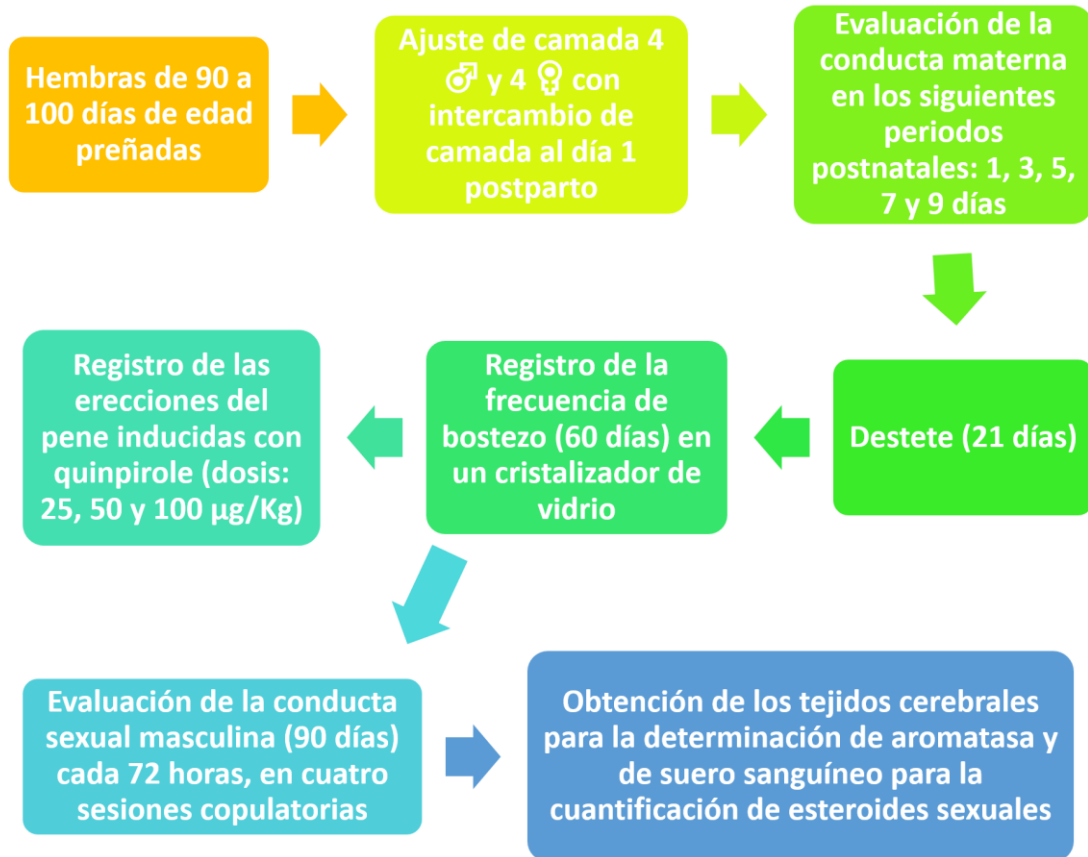 Hembras de 90 a
100 días de edad
preñadas
Ajuste de camada 4
♂ y 4 ♀ con
intercambio de
camada al día 1
postparto
Evaluación de la
conducta materna
en los siguientes
periodos
postnatales: 1, 3, 5,
7 y 9 días
Destete (21 días)
Registro de la
frecuencia de
bostezo (60 días) en
un cristalizador de
vidrio
Registro de las
erecciones del
pene inducidas con
quinpirole (dosis:
25, 50 y 100 µg/Kg)
Evaluación de la conducta
sexual masculina (90 días)
cada 72 horas, en cuatro
sesiones copulatorias
Obtención de los tejidos cerebrales
para la determinación de aromatasa y
de suero sanguíneo para la
cuantificación de esteroides sexuales